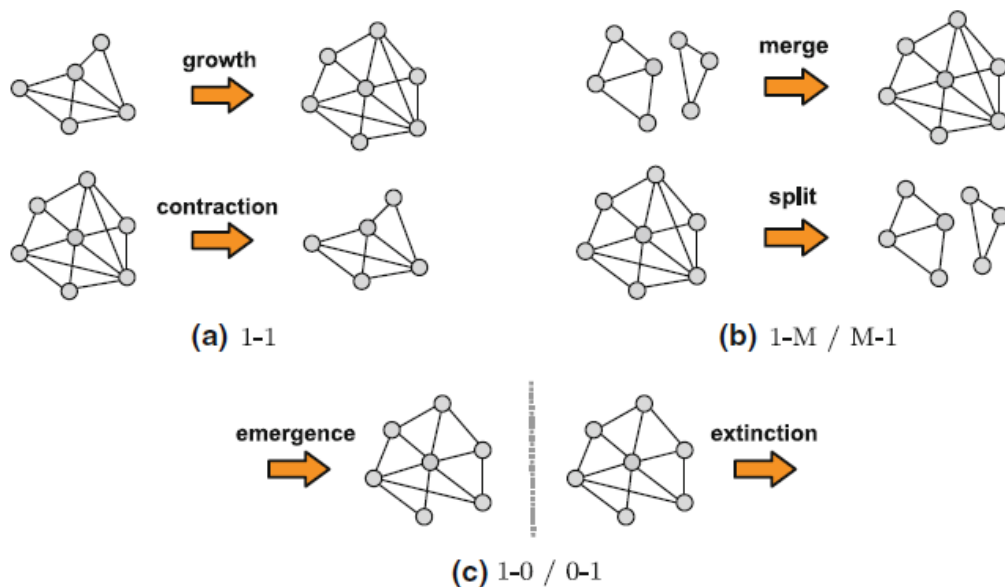 growth
merge
contraction
split
(a) 1-1
(b) 1-M / M-1
emergence
extinction
(c) 1-0 / 0-1